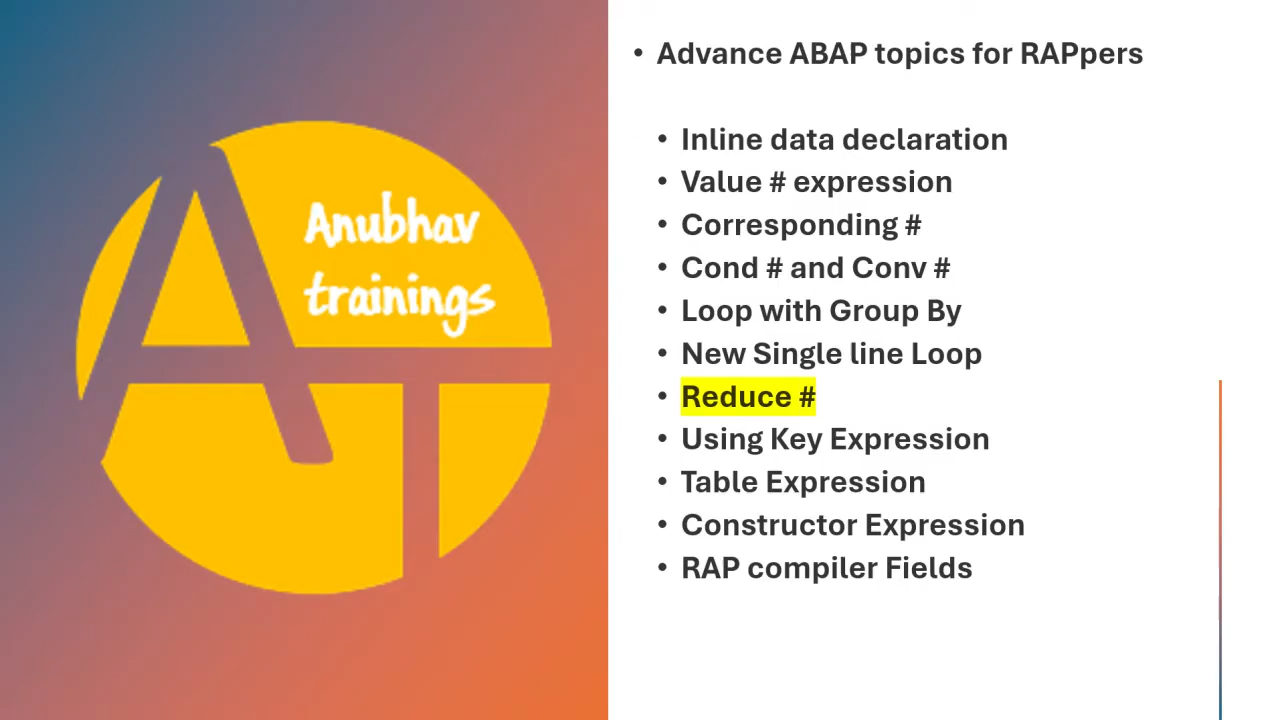 Anubhav
trainings
• Advance ABAP topics for RAPpers
• Inline data declaration
• Value # expression
• Corresponding #
• Cond # and Conv #
• Loop with Group By
• New Single line Loop
• Reduce #
• Using Key Expression
• Table Expression
• Constructor Expression
• RAP compiler Fields